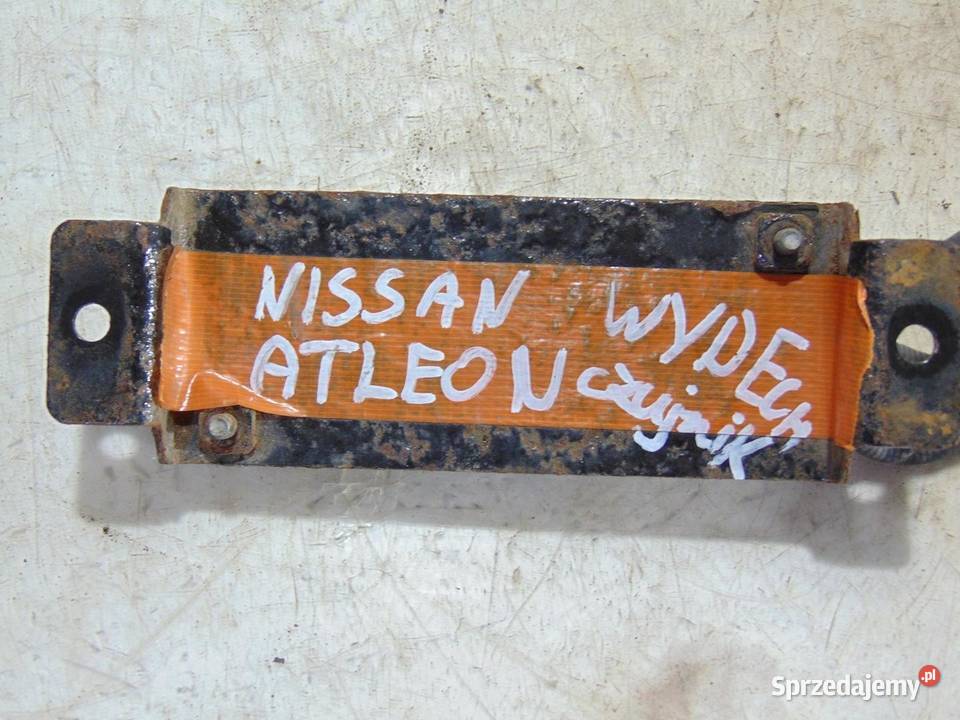 NISSAN WYDECH
ATLEON czujnik
Sprzedajemy.pl